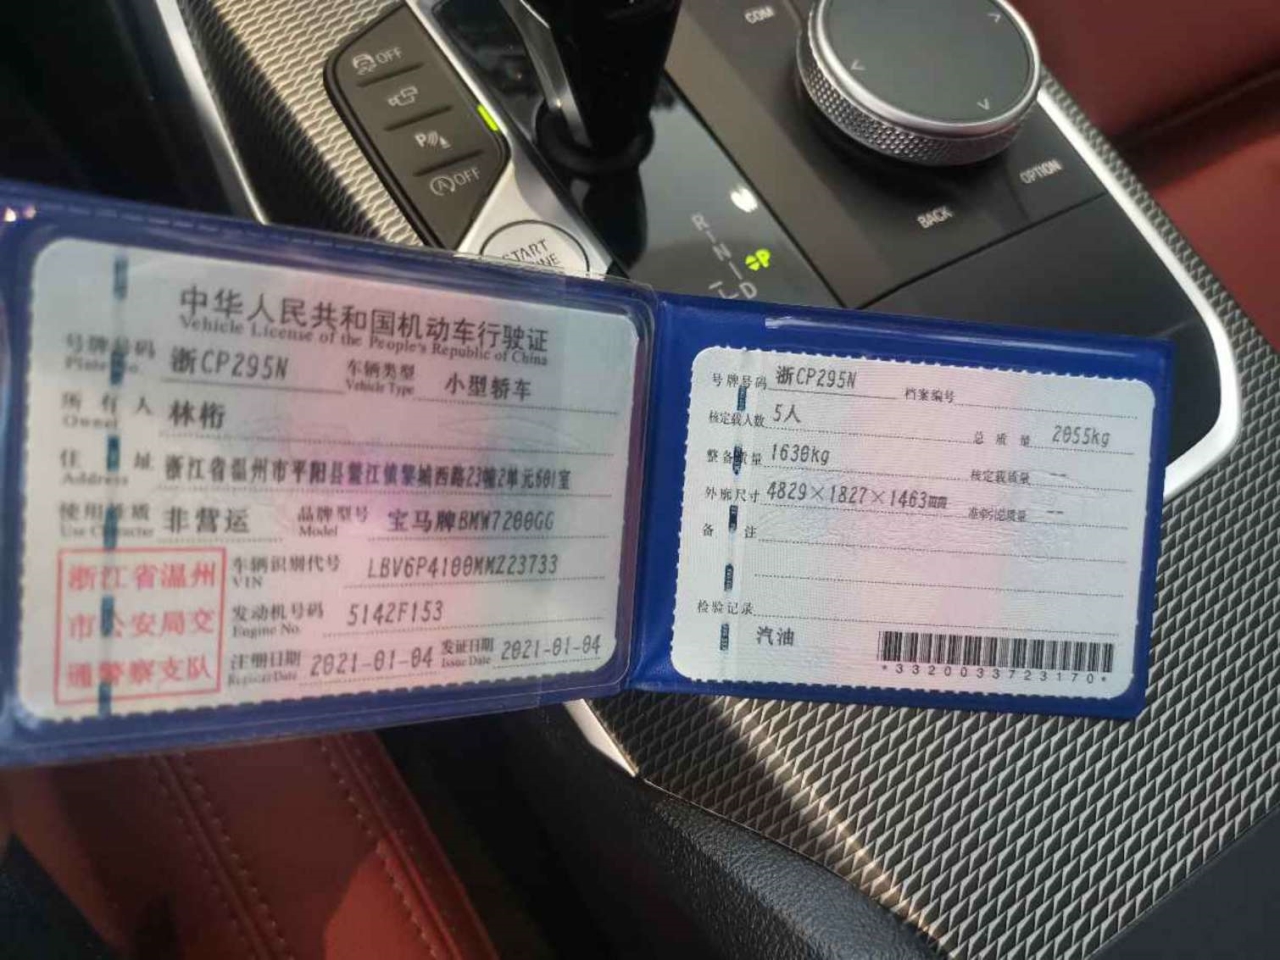 OFF
P
OFF
START
COM
OPTION
BACK
R
N
D
P
中华人民共和国机动车行驶证
Vehicle License of the People's Republic of China
号牌号码 浙CP295N 车辆类型 小型轿车
Plate No. Vehicle Type
所有人 林桁
Owner
住址 浙江省温州市平阳县鳌江镇黎城西路23幢2单元601室
Address
使用性质 非营运 品牌型号 宝马牌BMW7200GG
Use Character Model
浙江省温州
市公安局交
通警察支队
车辆识别代号 LBV6P4100MMZ23733
VIN
发动机号码 5142F153
Engine No.
注册日期 2021-01-04 发证日期 2021-01-04
Register Date Issue Date
号牌号码 浙CP295N 档案编号
核定载人数 5人 总质量 2055kg
整备质量 1630kg 核定载质量 --
外廓尺寸 4829×1827×1463mm 准牵引总质量 --
备注
检验记录
汽油
*3320033723170*